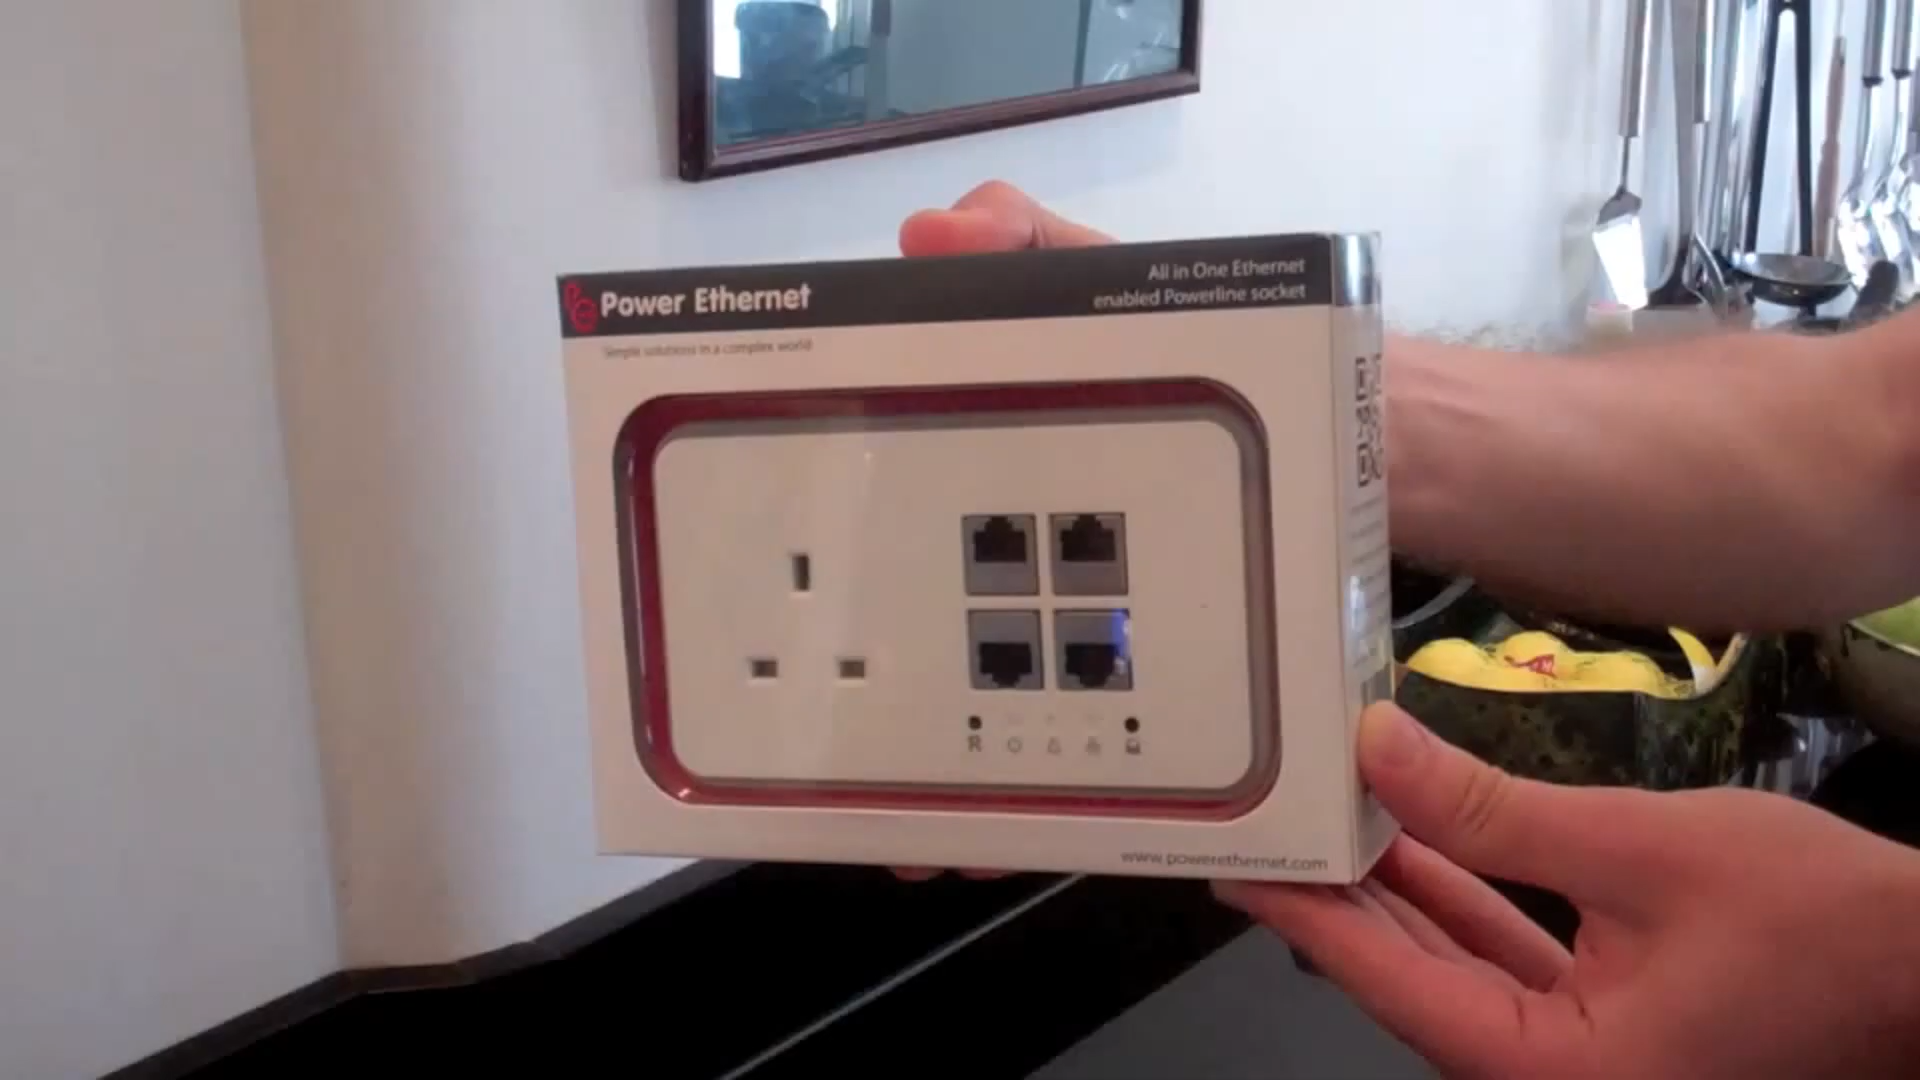 Power Ethernet
All in One Ethernet
enabled Powerline socket
Simple solutions in a complex world
R
www.powerethernet.com